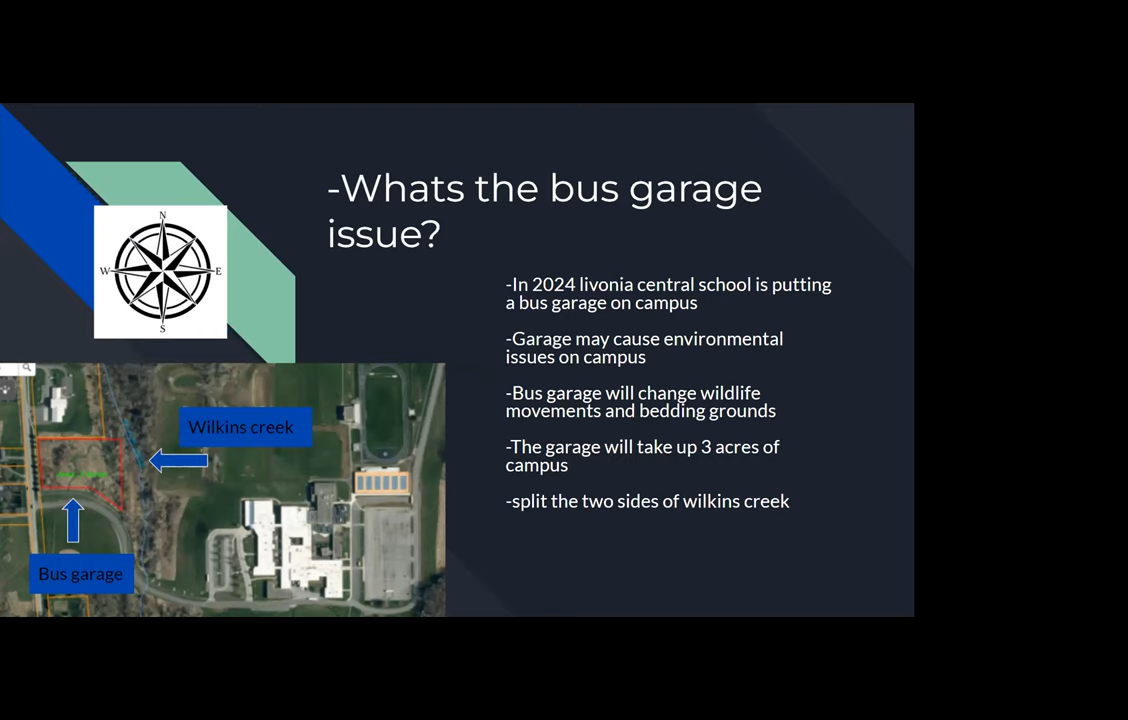 -Whats the bus garage
issue?
N
W
E
S
-In 2024 livonia central school is putting
a bus garage on campus
-Garage may cause environmental
issues on campus
-Bus garage will change wildlife
movements and bedding grounds
-The garage will take up 3 acres of
campus
-split the two sides of wilkins creek
Wilkins creek
Bus garage